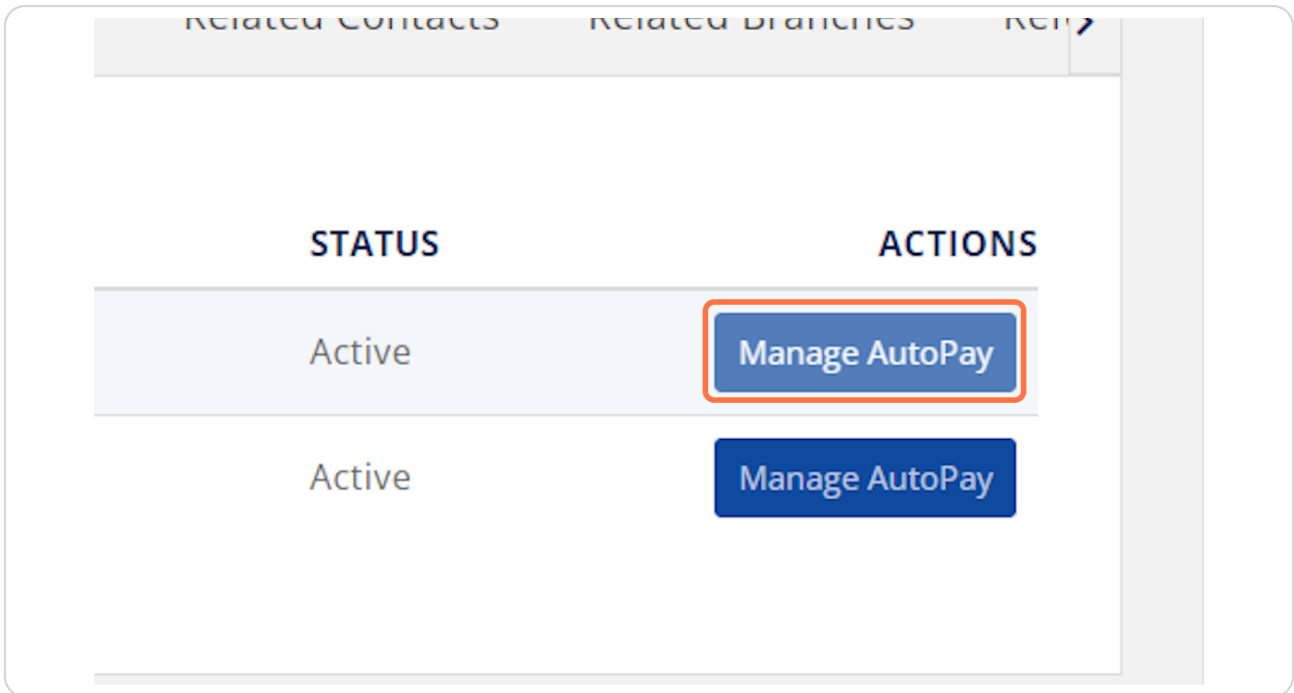 Related Contacts Related Branches
STATUS ACTIONS
Active Manage AutoPay
Active Manage AutoPay